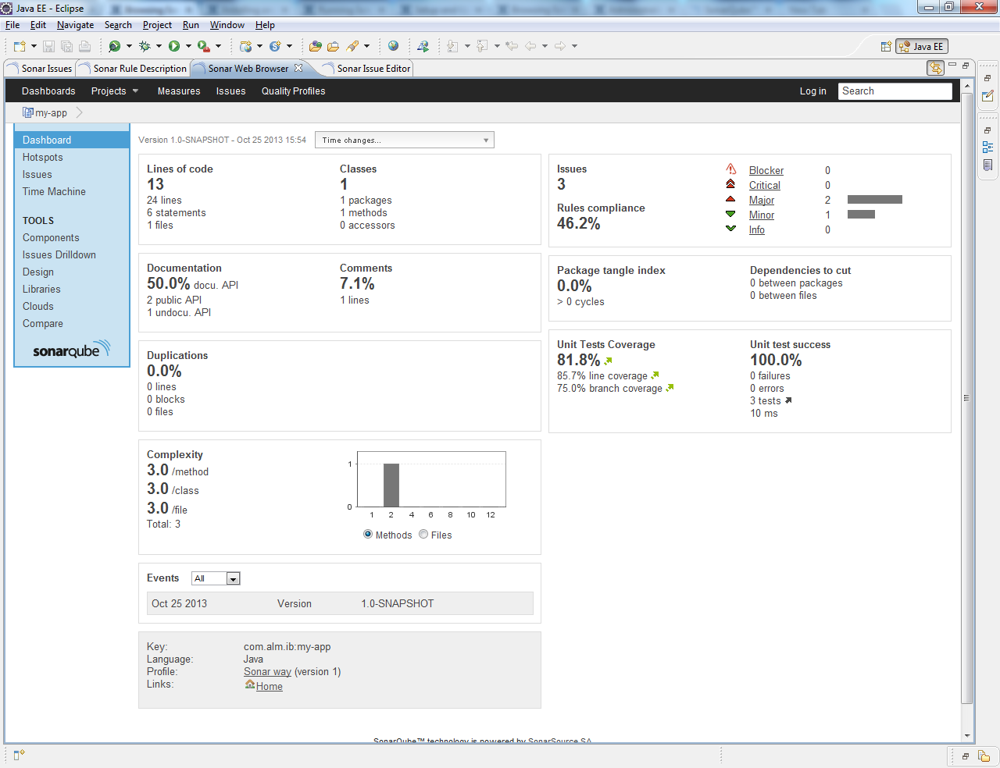 Java EE - Eclipse
File Edit Navigate Search Project Run Window Help
Java EE
Sonar Issues Sonar Rule Description Sonar Web Browser Sonar Issue Editor
Dashboards Projects Measures Issues Quality Profiles Log in Search
my-app
Dashboard
Hotspots
Issues
Time Machine
TOOLS
Components
Issues Drilldown
Design
Libraries
Clouds
Compare
sonarqube
Version 1.0-SNAPSHOT - Oct 25 2013 15:54 Time changes...
Lines of code
13
24 lines
6 statements
1 files
Classes
1
1 packages
1 methods
0 accessors
Documentation
50.0% docu. API
2 public API
1 undocu. API
Comments
7.1%
1 lines
Duplications
0.0%
0 lines
0 blocks
0 files
Complexity
3.0 /method
3.0 /class
3.0 /file
Total: 3
1
0
1 2 4 6 8 10 12
Methods Files
Events All
Oct 25 2013 Version 1.0-SNAPSHOT
Key: com.alm.ib:my-app
Language: Java
Profile: Sonar way (version 1)
Links: Home
Issues
3
Rules compliance
46.2%
Blocker 0
Critical 0
Major 2
Minor 1
Info 0
Package tangle index
0.0%
> 0 cycles
Dependencies to cut
0 between packages
0 between files
Unit Tests Coverage
81.8%
85.7% line coverage
75.0% branch coverage
Unit test success
100.0%
0 failures
0 errors
3 tests
10 ms
SonarQube™ technology is powered by SonarSource SA